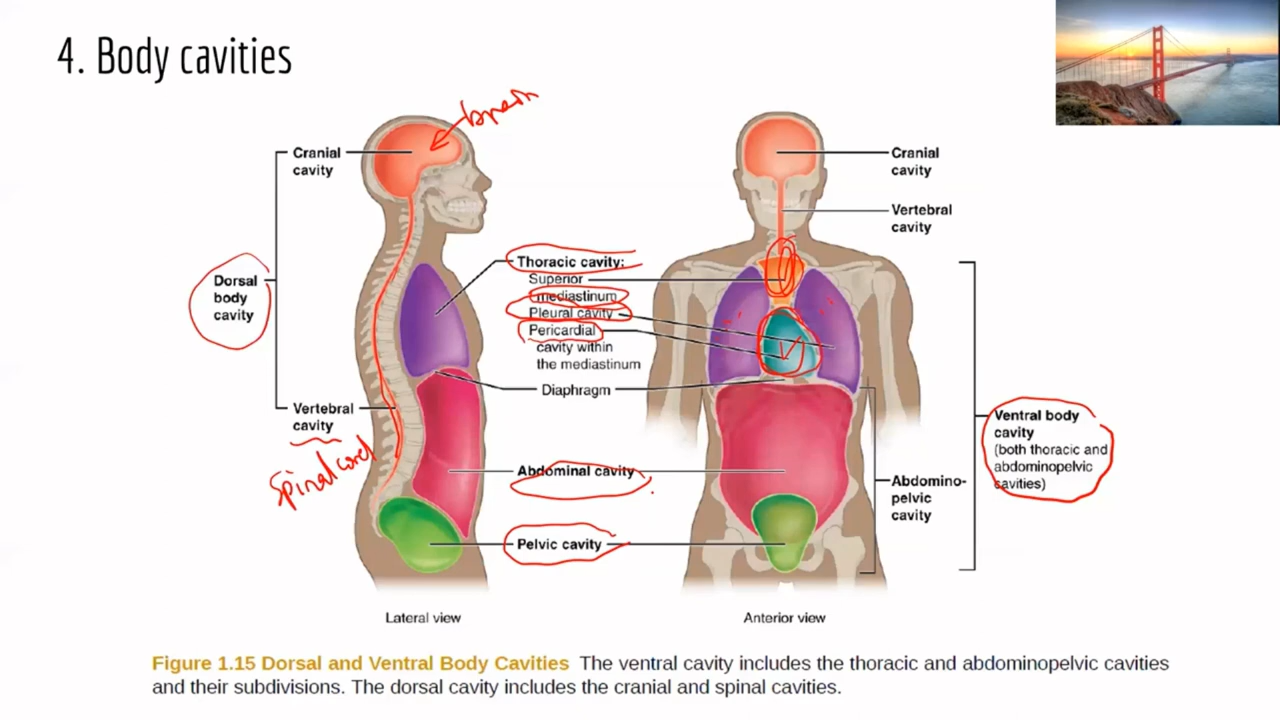 4. Body cavities
brain
Cranial
cavity
Dorsal
body
cavity
Vertebral
cavity
Spinal cord
Thoracic cavity:
Superior
mediastinum
Pleural cavity
Pericardial
cavity within
the mediastinum
Diaphragm
Abdominal cavity
Pelvic cavity
Cranial
cavity
Vertebral
cavity
Ventral body
cavity
(both thoracic and
abdominopelvic
cavities)
Abdomino-
pelvic
cavity
Lateral view
Anterior view
Figure 1.15 Dorsal and Ventral Body Cavities The ventral cavity includes the thoracic and abdominopelvic cavities
and their subdivisions. The dorsal cavity includes the cranial and spinal cavities.